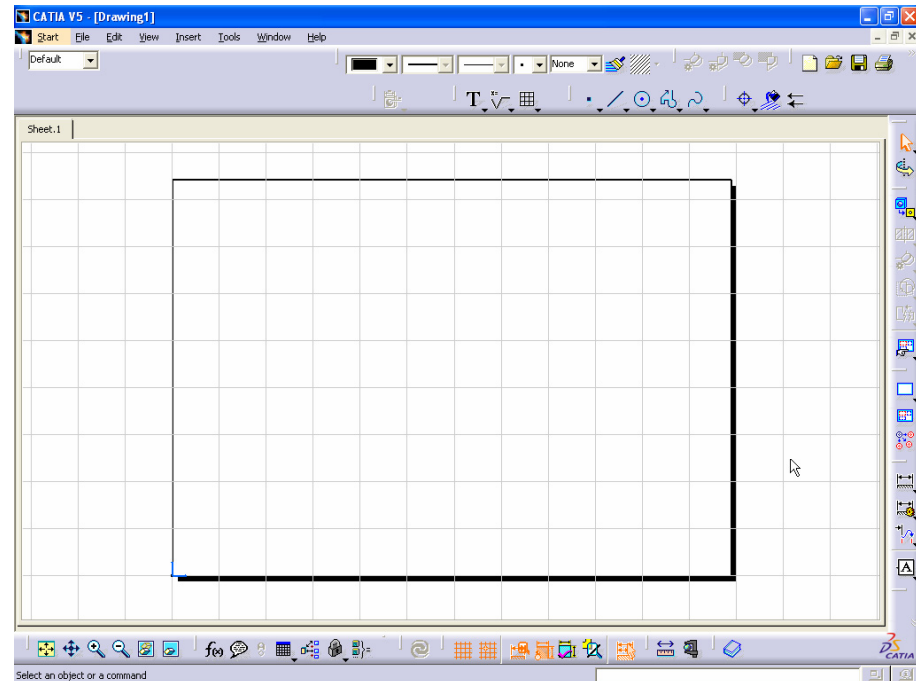 CATIA V5 - [Drawing1]
Start File Edit View Insert Tools Window Help
Default
None
T
Sheet.1
A
f(x)
CATIA
Select an object or a command